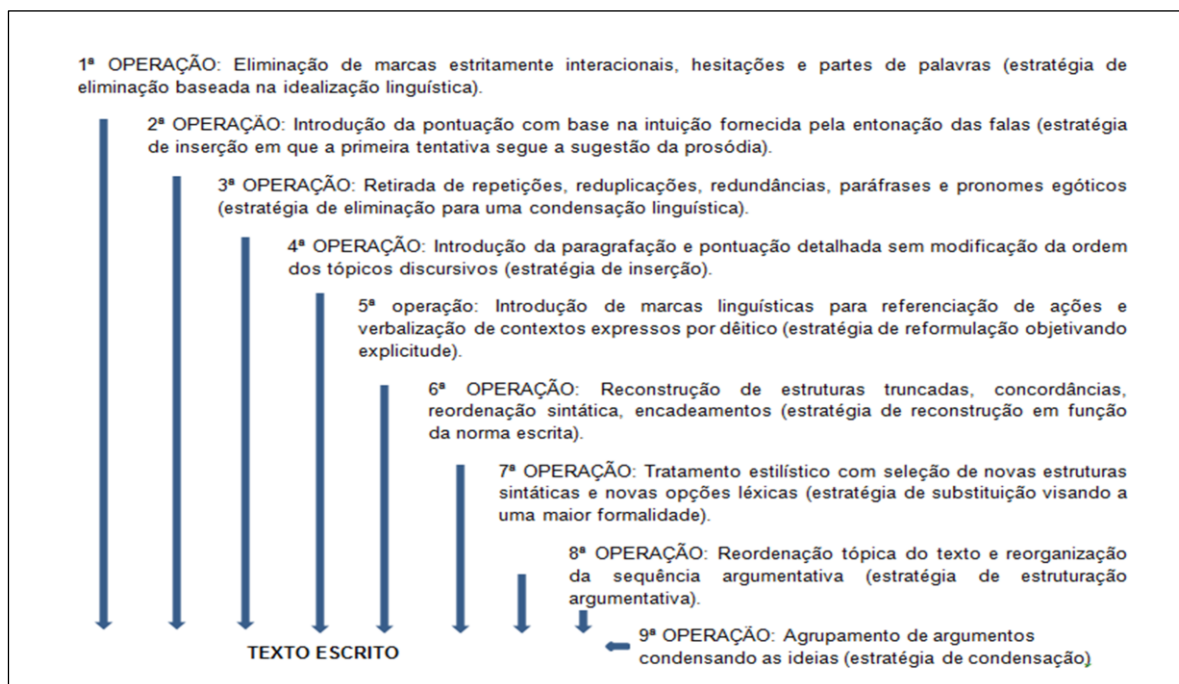 1ª OPERAÇÃO: Eliminação de marcas estritamente interacionais, hesitações e partes de palavras (estratégia de
eliminação baseada na idealização linguística).
2ª OPERAÇÃO: Introdução da pontuação com base na intuição fornecida pela entonação das falas (estratégia
de inserção em que a primeira tentativa segue a sugestão da prosódia).
3ª OPERAÇÃO: Retirada de repetições, reduplicações, redundâncias, paráfrases e pronomes egóticos
(estratégia de eliminação para uma condensação linguística).
4ª OPERAÇÃO: Introdução da paragrafação e pontuação detalhada sem modificação da ordem
dos tópicos discursivos (estratégia de inserção).
5ª operação: Introdução de marcas linguísticas para referenciação de ações e
verbalização de contextos expressos por dêitico (estratégia de reformulação objetivando
explicitude).
6ª OPERAÇÃO: Reconstrução de estruturas truncadas, concordâncias,
reordenação sintática, encadeamentos (estratégia de reconstrução em função
da norma escrita).
7ª OPERAÇÃO: Tratamento estilístico com seleção de novas estruturas
sintáticas e novas opções léxicas (estratégia de substituição visando a
uma maior formalidade).
8ª OPERAÇÃO: Reordenação tópica do texto e reorganização
da sequência argumentativa (estratégia de estruturação
argumentativa).
9ª OPERAÇÃO: Agrupamento de argumentos
condensando as ideias (estratégia de condensação)
TEXTO ESCRITO